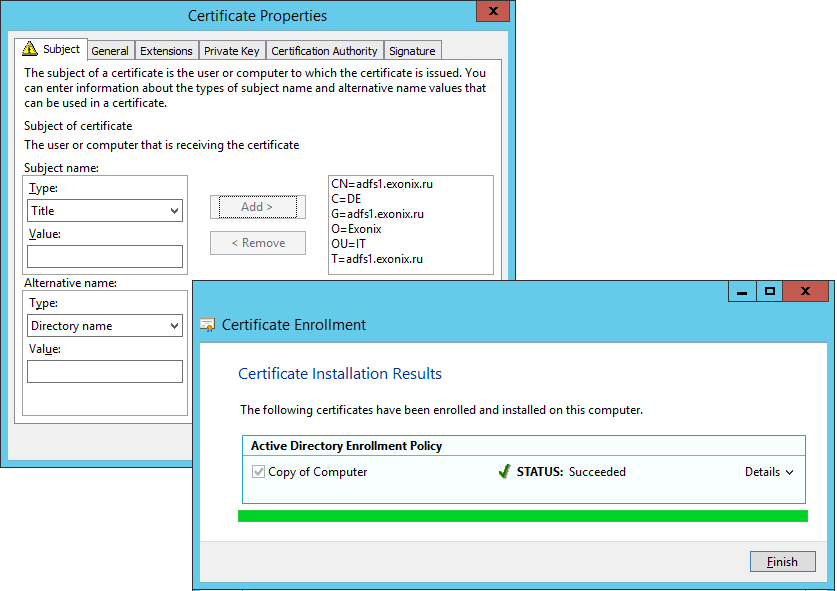 Certificate Properties
x
Subject
General
Extensions
Private Key
Certification Authority
Signature
The subject of a certificate is the user or computer to which the certificate is issued. You
can enter information about the types of subject name and alternative name values that
can be used in a certificate.
Subject of certificate
The user or computer that is receiving the certificate
Subject name:
Type:
Title
Value:
Add >
< Remove
CN=adfs1.exonix.ru
C=DE
G=adfs1.exonix.ru
O=Exonix
OU=IT
T=adfs1.exonix.ru
Alternative name:
Type:
Directory name
Value:
x
Certificate Enrollment
Certificate Installation Results
The following certificates have been enrolled and installed on this computer.
Active Directory Enrollment Policy
Copy of Computer
STATUS: Succeeded
Details
Finish